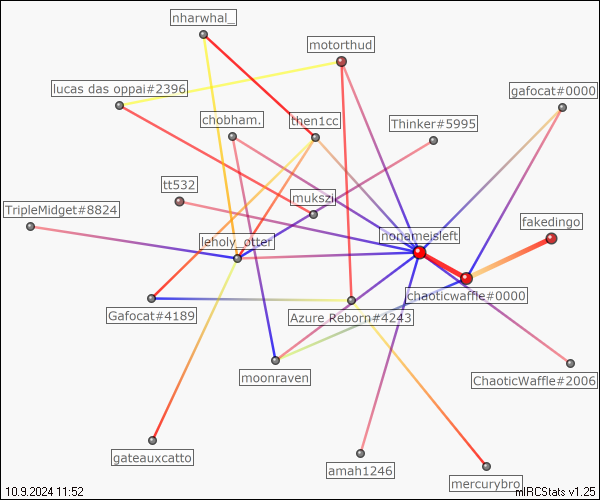 nharwhal_
motorthud
lucas das oppai#2396
gafocat#0000
chobham.
then1cc
Thinker#5995
tt532
mukszii
TripleMidget#8824
fakedingo
leholy_otter
nonameisleft
chaoticwaffle#0000
Gafocat#4189
Azure Reborn#4243
moonraven
ChaoticWaffle#2006
gateauxcatto
amah1246
mercurybro
10.9.2024 11:52
mIRCStats v1.25